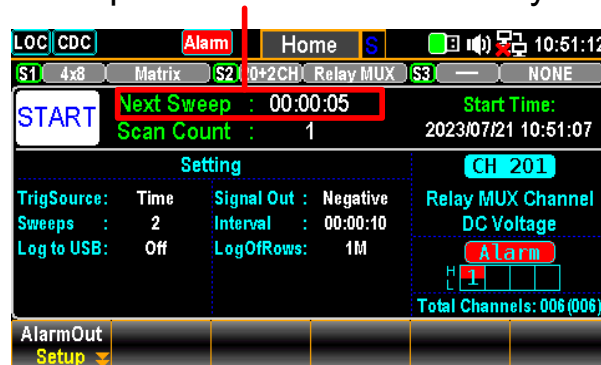 LOC CDC Alarm Home S 10:51:12
S1 4x8 Matrix S2 20+2CH Relay MUX S3 — NONE
START
Next Sweep : 00:00:05
Scan Count : 1
Start Time:
2023/07/21 10:51:07
Setting
TrigSource: Time Signal Out : Negative
Sweeps : 2 Interval : 00:00:10
Log to USB: Off LogOfRows: 1M
CH 201
Relay MUX Channel
DC Voltage
Alarm
H 1
L
Total Channels: 006(006)
AlarmOut
Setup